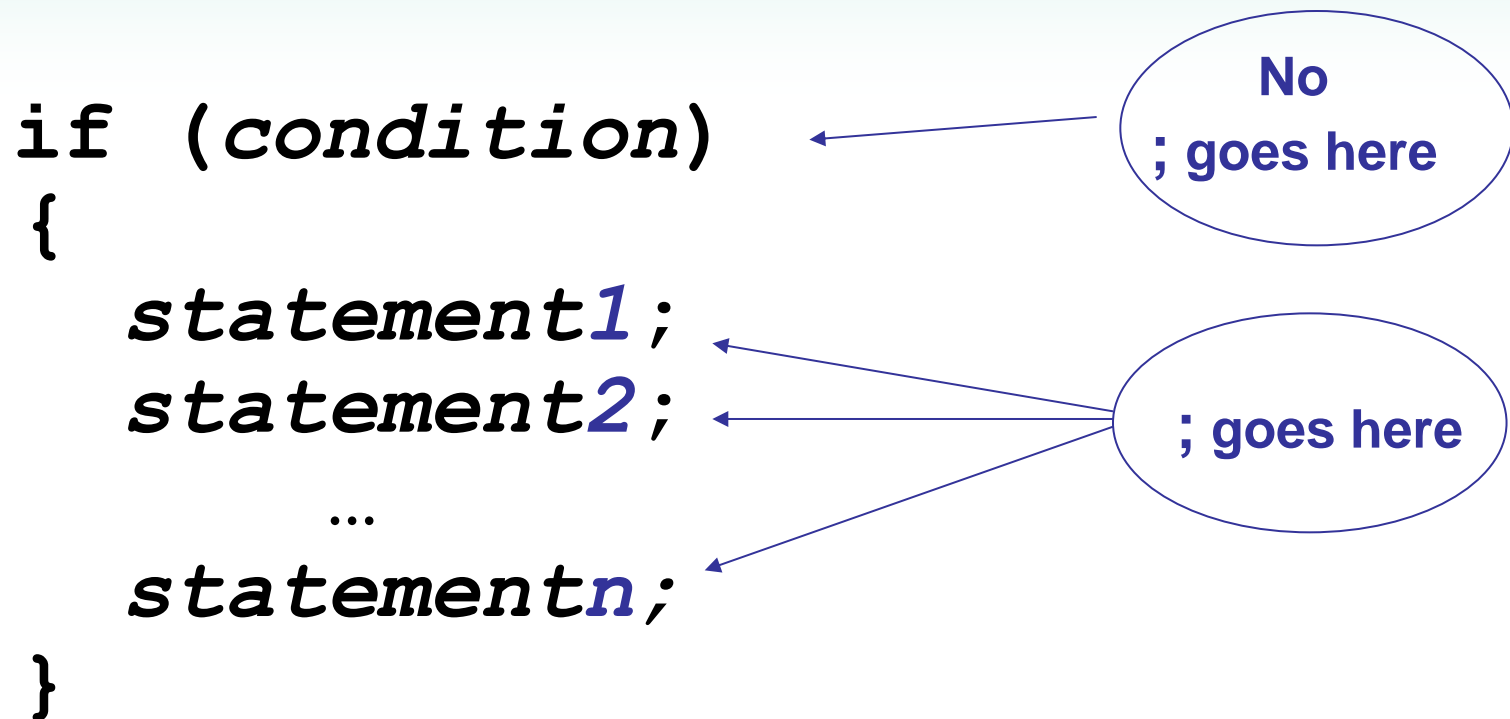 if (condition)
No
; goes here
{
statement1;
statement2;
; goes here
…
statementn;
}